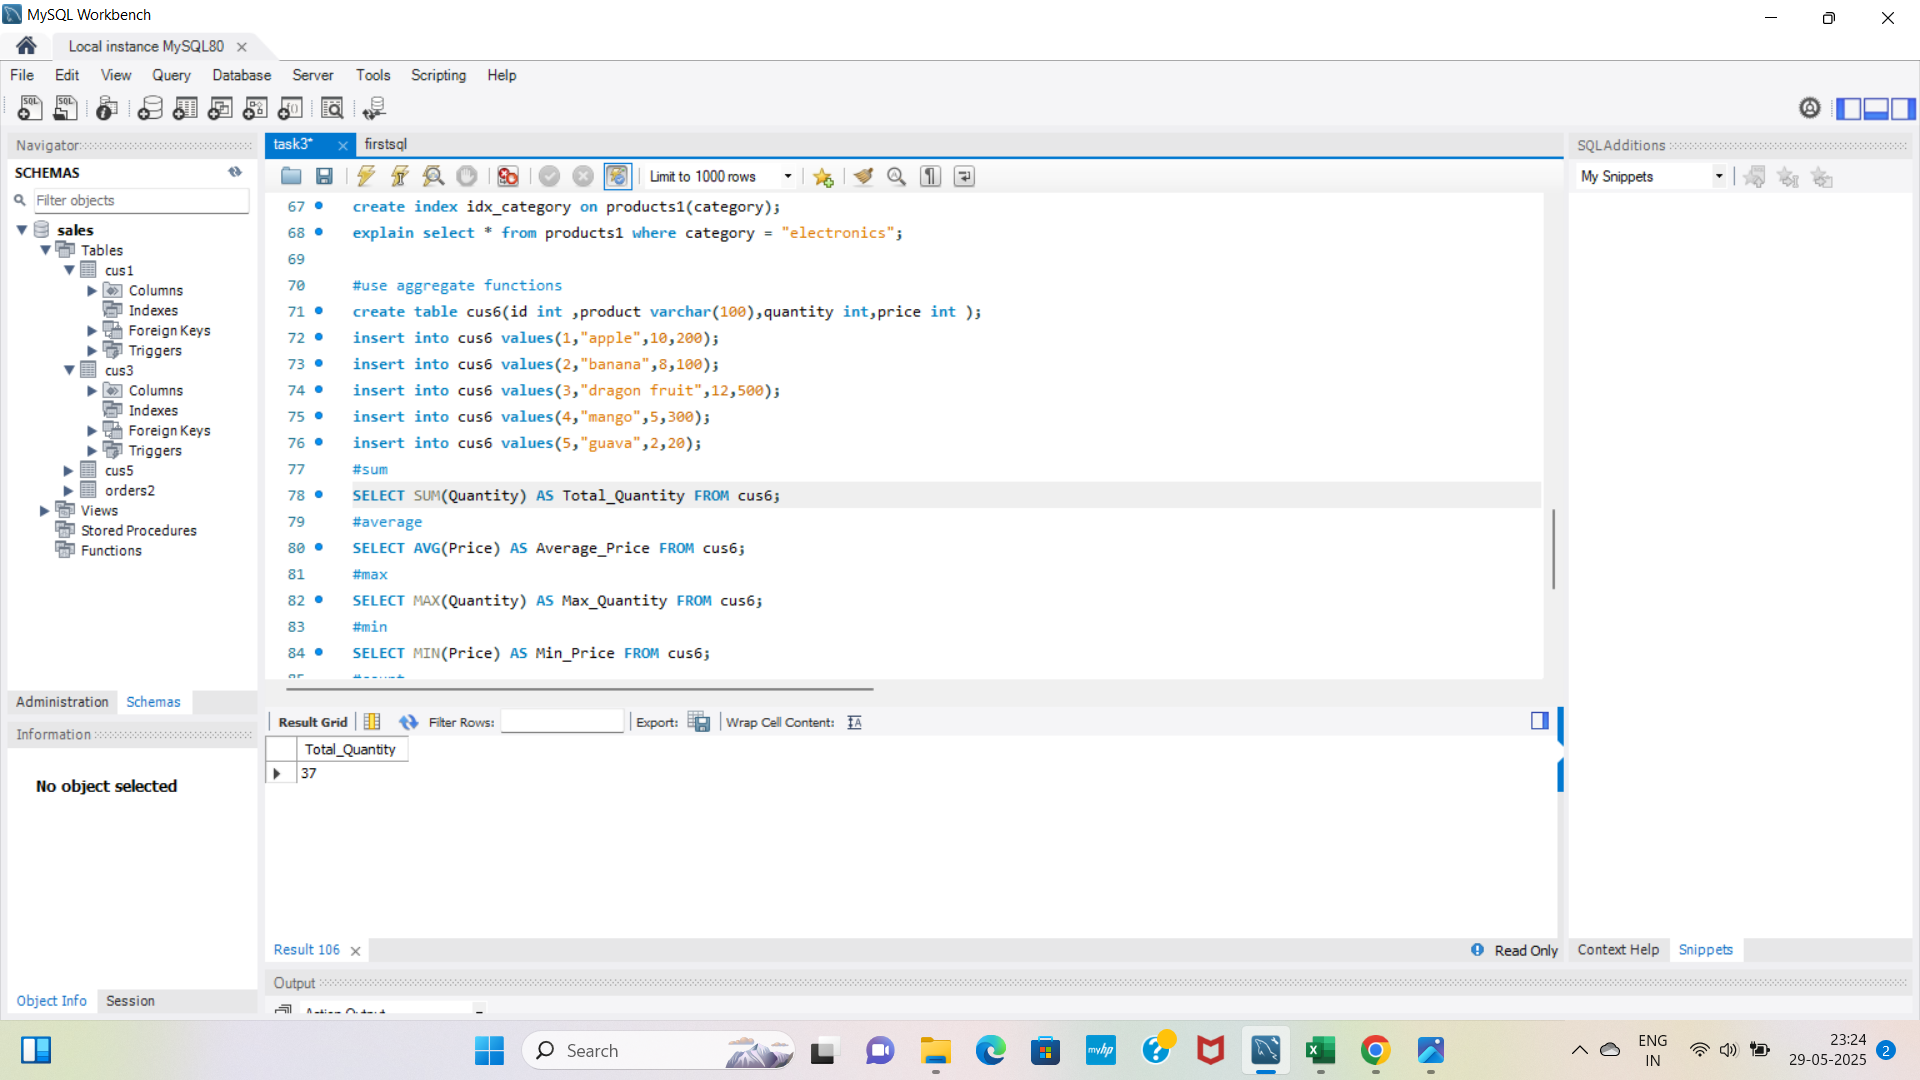 MySQL Workbench
Local instance MySQL80
File Edit View Query Database Server Tools Scripting Help
Navigator
SCHEMAS
Filter objects
sales
Tables
cus1
Columns
Indexes
Foreign Keys
Triggers
cus3
Columns
Indexes
Foreign Keys
Triggers
cus5
orders2
Views
Stored Procedures
Functions
Administration Schemas
Information
No object selected
Object Info Session
task3* firstsql
Limit to 1000 rows
67 create index idx_category on products1(category);
68 explain select * from products1 where category = "electronics";
69
70 #use aggregate functions
71 create table cus6(id int ,product varchar(100),quantity int,price int );
72 insert into cus6 values(1,"apple",10,200);
73 insert into cus6 values(2,"banana",8,100);
74 insert into cus6 values(3,"dragon fruit",12,500);
75 insert into cus6 values(4,"mango",5,300);
76 insert into cus6 values(5,"guava",2,20);
77 #sum
78 SELECT SUM(Quantity) AS Total_Quantity FROM cus6;
79 #average
80 SELECT AVG(Price) AS Average_Price FROM cus6;
81 #max
82 SELECT MAX(Quantity) AS Max_Quantity FROM cus6;
83 #min
84 SELECT MIN(Price) AS Min_Price FROM cus6;
85 #count
Result Grid Filter Rows: Export: Wrap Cell Content:
Total_Quantity
37
Result 106
Read Only
Output
Action Output
SQLAdditions
My Snippets
Context Help Snippets
Search
myhp
ENG
IN
23:24
29-05-2025
2